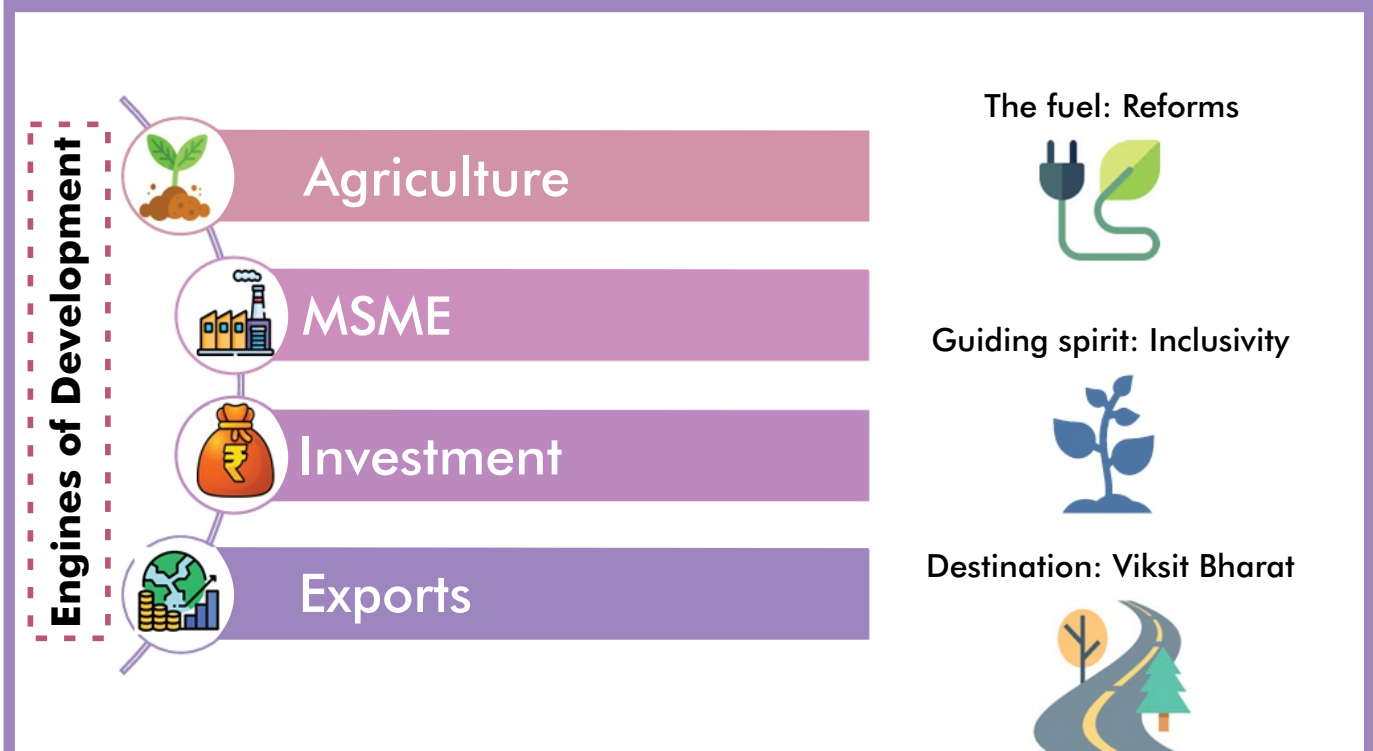 Engines of Development
Agriculture
MSME
Investment
Exports
The fuel: Reforms
Guiding spirit: Inclusivity
Destination: Viksit Bharat